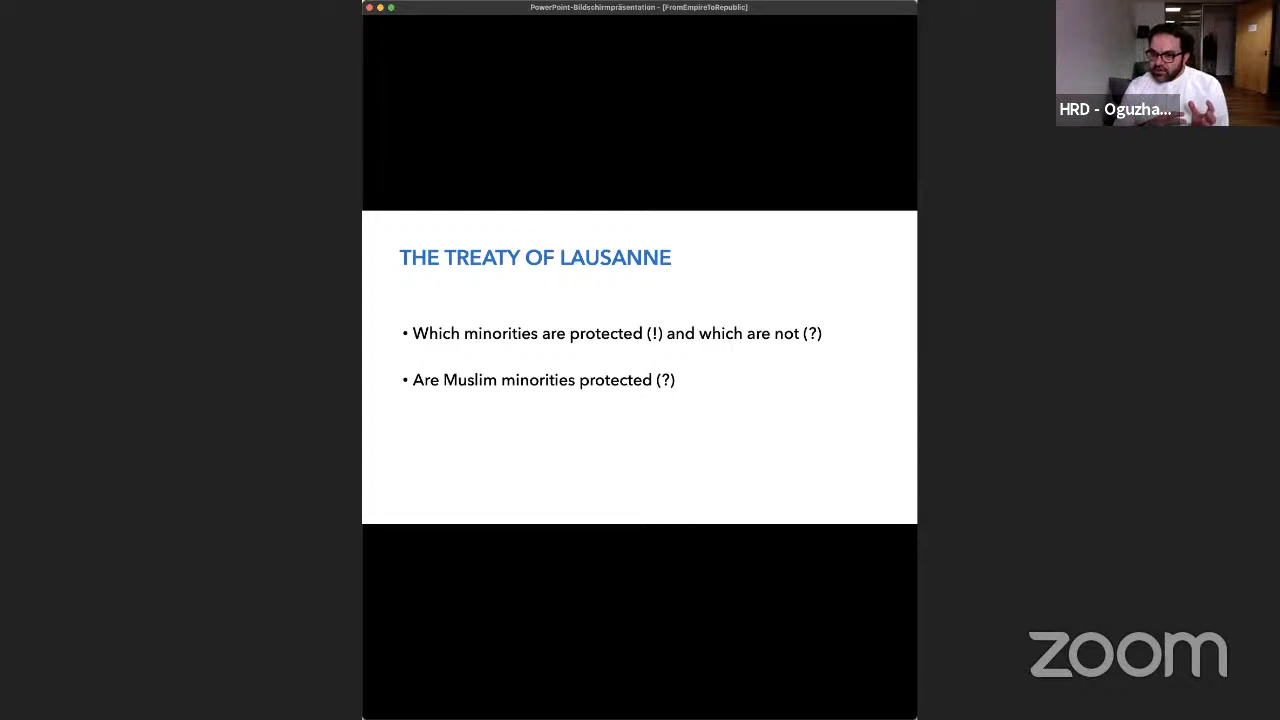 PowerPoint-Bildschirmpräsentation - [FromEmpireToRepublic]
HRD - Oguzha...
THE TREATY OF LAUSANNE
• Which minorities are protected (!) and which are not (?)
• Are Muslim minorities protected (?)
zoom